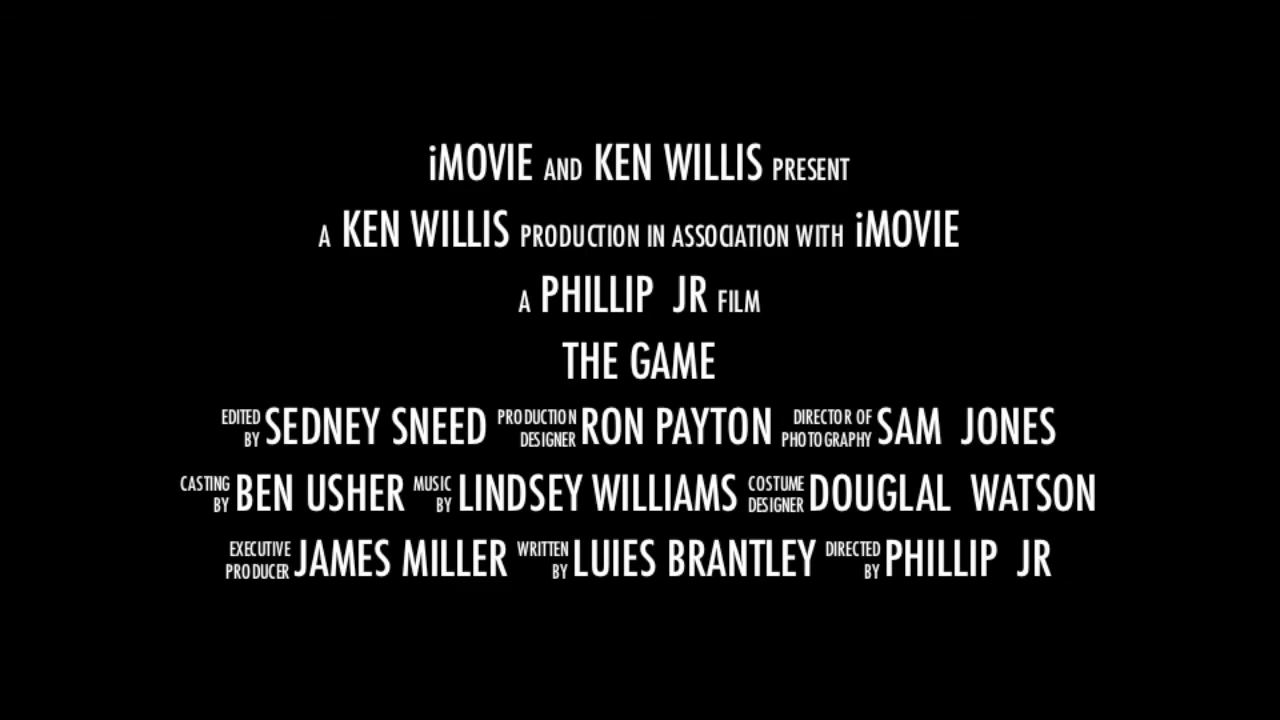 iMOVIE AND KEN WILLIS PRESENT
A KEN WILLIS PRODUCTION IN ASSOCIATION WITH iMOVIE
A PHILLIP JR FILM
THE GAME
EDITED BY SEDNEY SNEED PRODUCTION DESIGNER RON PAYTON DIRECTOR OF PHOTOGRAPHY SAM JONES
CASTING BY BEN USHER MUSIC BY LINDSEY WILLIAMS COSTUME DESIGNER DOUGLAL WATSON
EXECUTIVE PRODUCER JAMES MILLER WRITTEN BY LUIES BRANTLEY DIRECTED BY PHILLIP JR